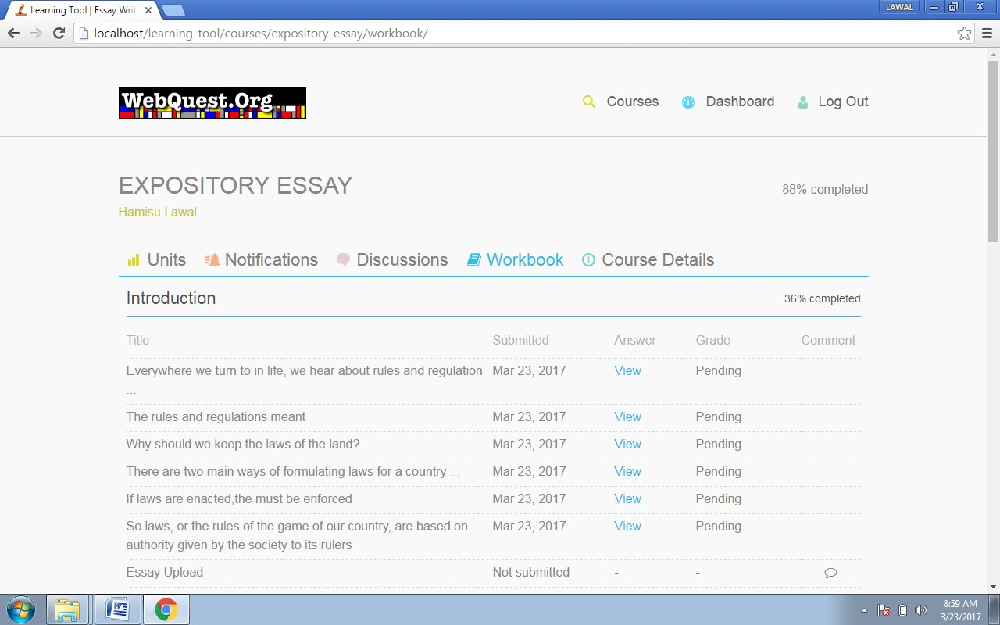 Learning Tool | Essay Writi
LAWAL
localhost/learning-tool/courses/expository-essay/workbook/
WebQuest.Org
Courses
Dashboard
Log Out
EXPOSITORY ESSAY
88% completed
Hamisu Lawal
Units
Notifications
Discussions
Workbook
Course Details
Introduction
36% completed
Title Submitted Answer Grade Comment
Everywhere we turn to in life, we hear about rules and regulation Mar 23, 2017 View Pending
...
The rules and regulations meant Mar 23, 2017 View Pending
Why should we keep the laws of the land? Mar 23, 2017 View Pending
There are two main ways of formulating laws for a country ... Mar 23, 2017 View Pending
If laws are enacted,the must be enforced Mar 23, 2017 View Pending
So laws, or the rules of the game of our country, are based on Mar 23, 2017 View Pending
authority given by the society to its rulers
Essay Upload Not submitted - -
8:59 AM
3/23/2017